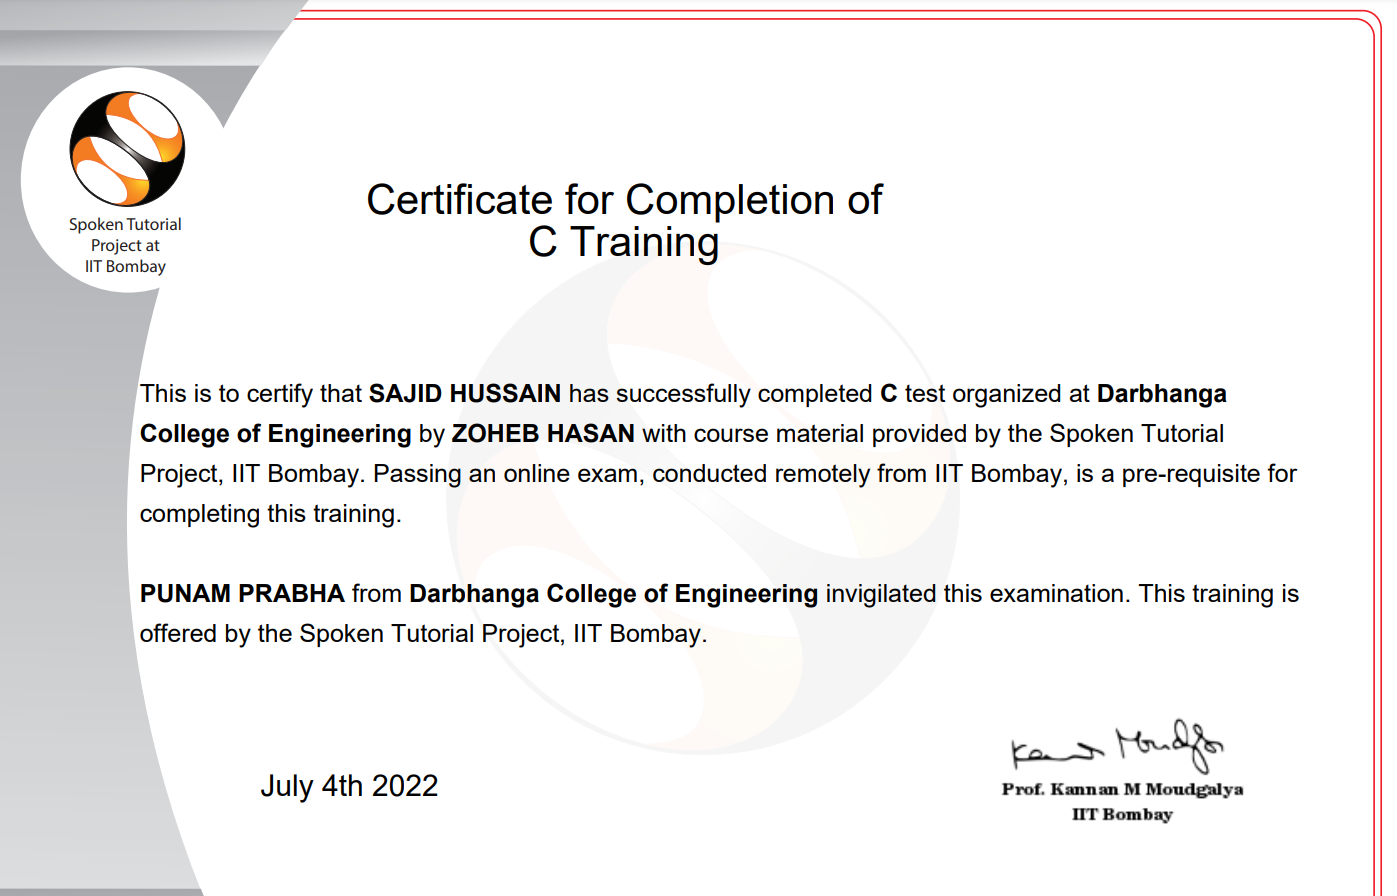 Spoken Tutorial
Project at
IIT Bombay
Certificate for Completion of
C Training
This is to certify that SAJID HUSSAIN has successfully completed C test organized at Darbhanga
College of Engineering by ZOHEB HASAN with course material provided by the Spoken Tutorial
Project, IIT Bombay. Passing an online exam, conducted remotely from IIT Bombay, is a pre-requisite for
completing this training.
PUNAM PRABHA from Darbhanga College of Engineering invigilated this examination. This training is
offered by the Spoken Tutorial Project, IIT Bombay.
July 4th 2022
Prof. Kannan M Moudgalya
IIT Bombay